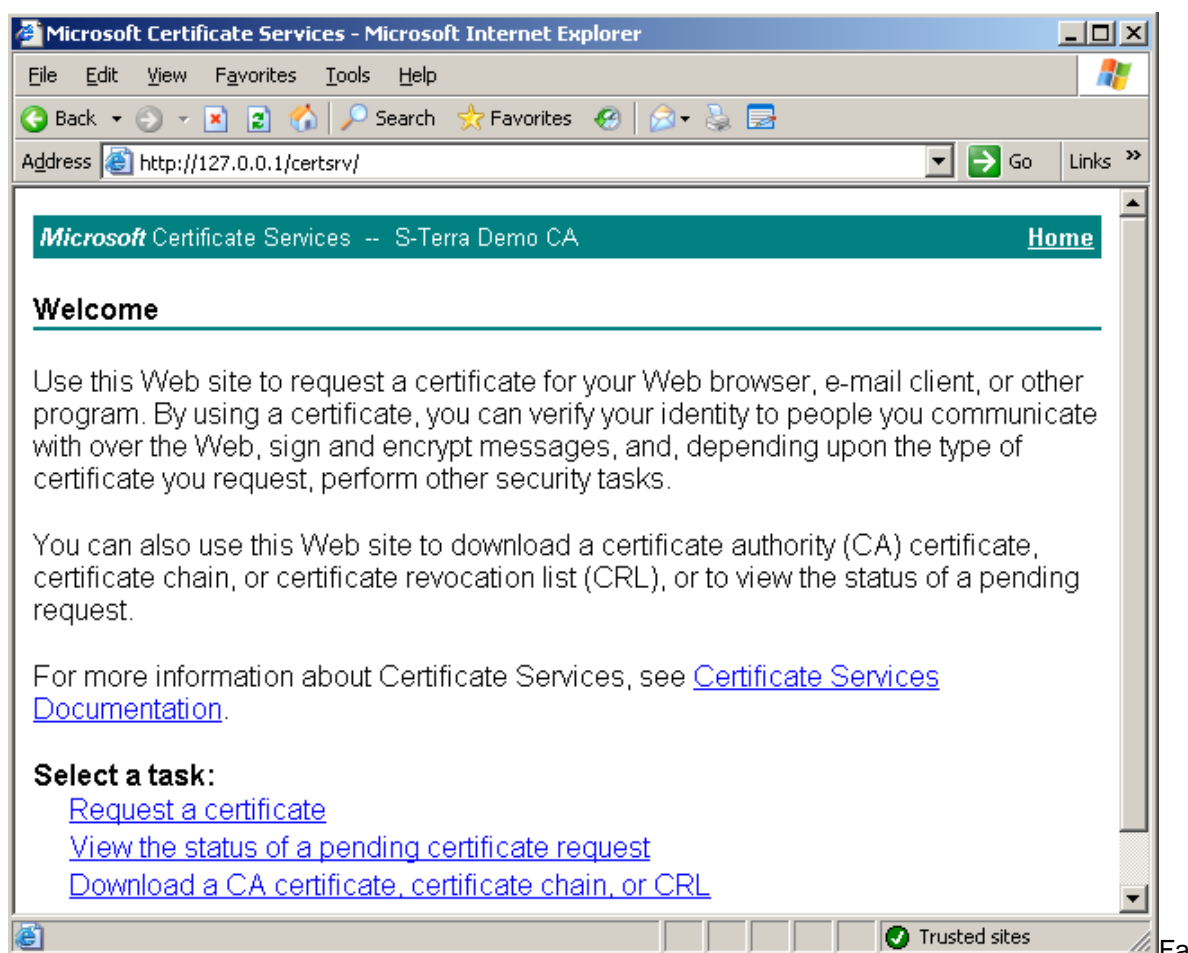 Microsoft Certificate Services - Microsoft Internet Explorer
File Edit View Favorites Tools Help
Back Search Favorites
Address http://127.0.0.1/certsrv/ Go Links »
Microsoft Certificate Services -- S-Terra Demo CA Home
Welcome
Use this Web site to request a certificate for your Web browser, e-mail client, or other
program. By using a certificate, you can verify your identity to people you communicate
with over the Web, sign and encrypt messages, and, depending upon the type of
certificate you request, perform other security tasks.
You can also use this Web site to download a certificate authority (CA) certificate,
certificate chain, or certificate revocation list (CRL), or to view the status of a pending
request.
For more information about Certificate Services, see Certificate Services
Documentation.
Select a task:
Request a certificate
View the status of a pending certificate request
Download a CA certificate, certificate chain, or CRL
Trusted sites